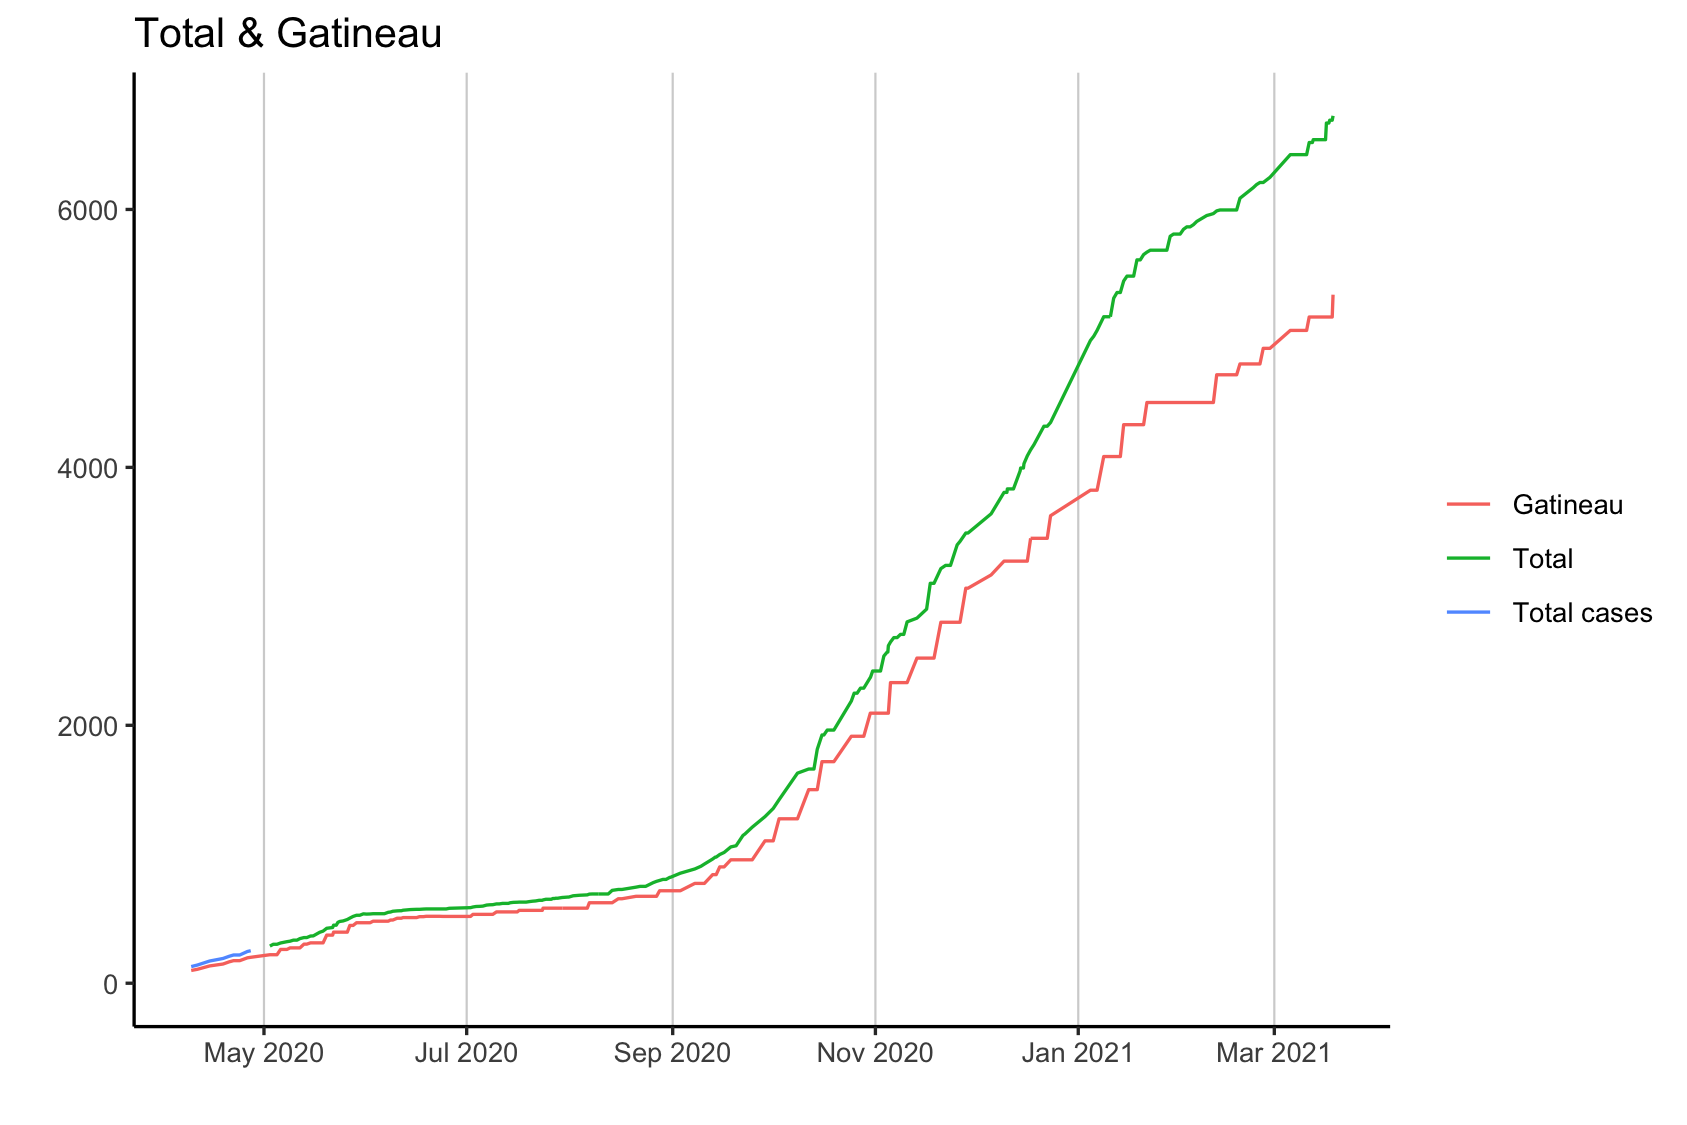 Total & Gatineau
6000
4000
2000
0
May 2020
Jul 2020
Sep 2020
Nov 2020
Jan 2021
Mar 2021
Gatineau
Total
Total cases